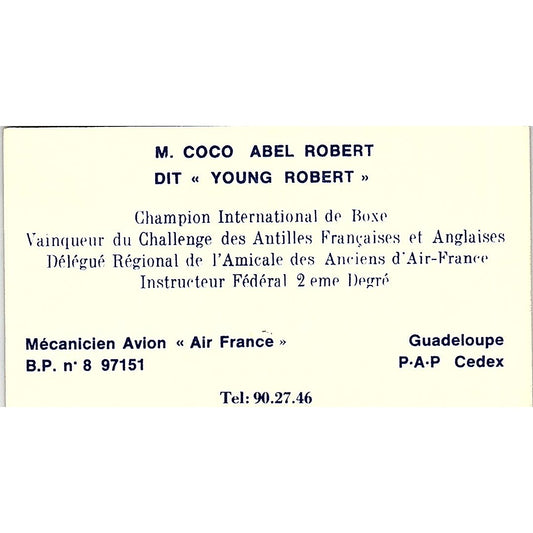 M. COCO ABEL ROBERT
DIT « YOUNG ROBERT »
Champion International de Boxe
Vainqueur du Challenge des Antilles Françaises et Anglaises
Délégué Régional de l'Amicale des Anciens d'Air-France
Instructeur Fédéral 2 eme Degré
Mécanicien Avion « Air France » Guadeloupe
B.P. n° 8 97151 P·A·P Cedex
Tel: 90.27.46